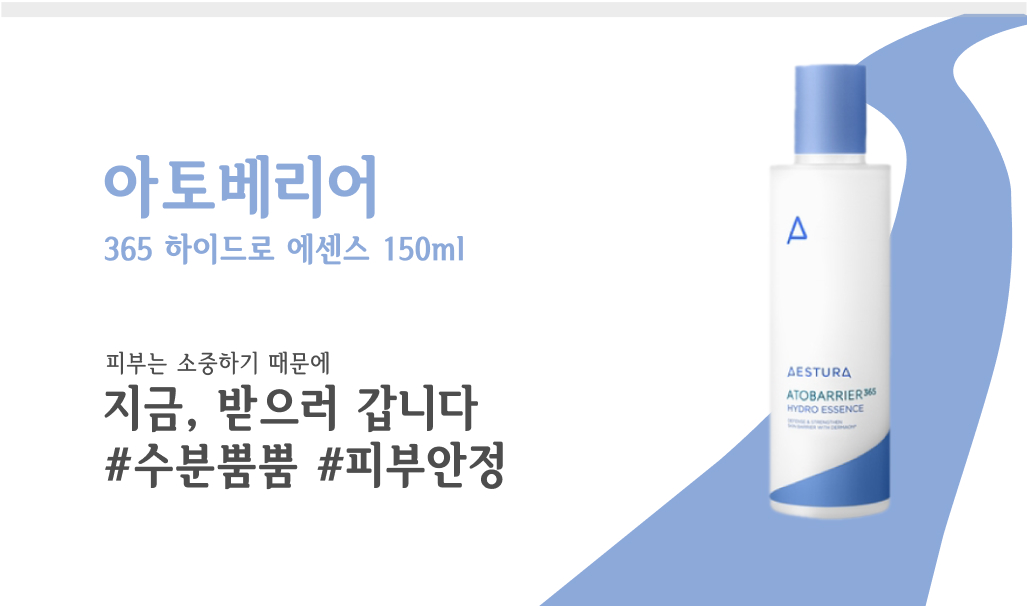 아토베리어
365 하이드로 에센스 150ml
피부는 소중하기 때문에
지금, 받으러 갑니다
#수분뿜뿜 #피부안정
AESTURA
ATOBARRIER365
HYDRO ESSENCE